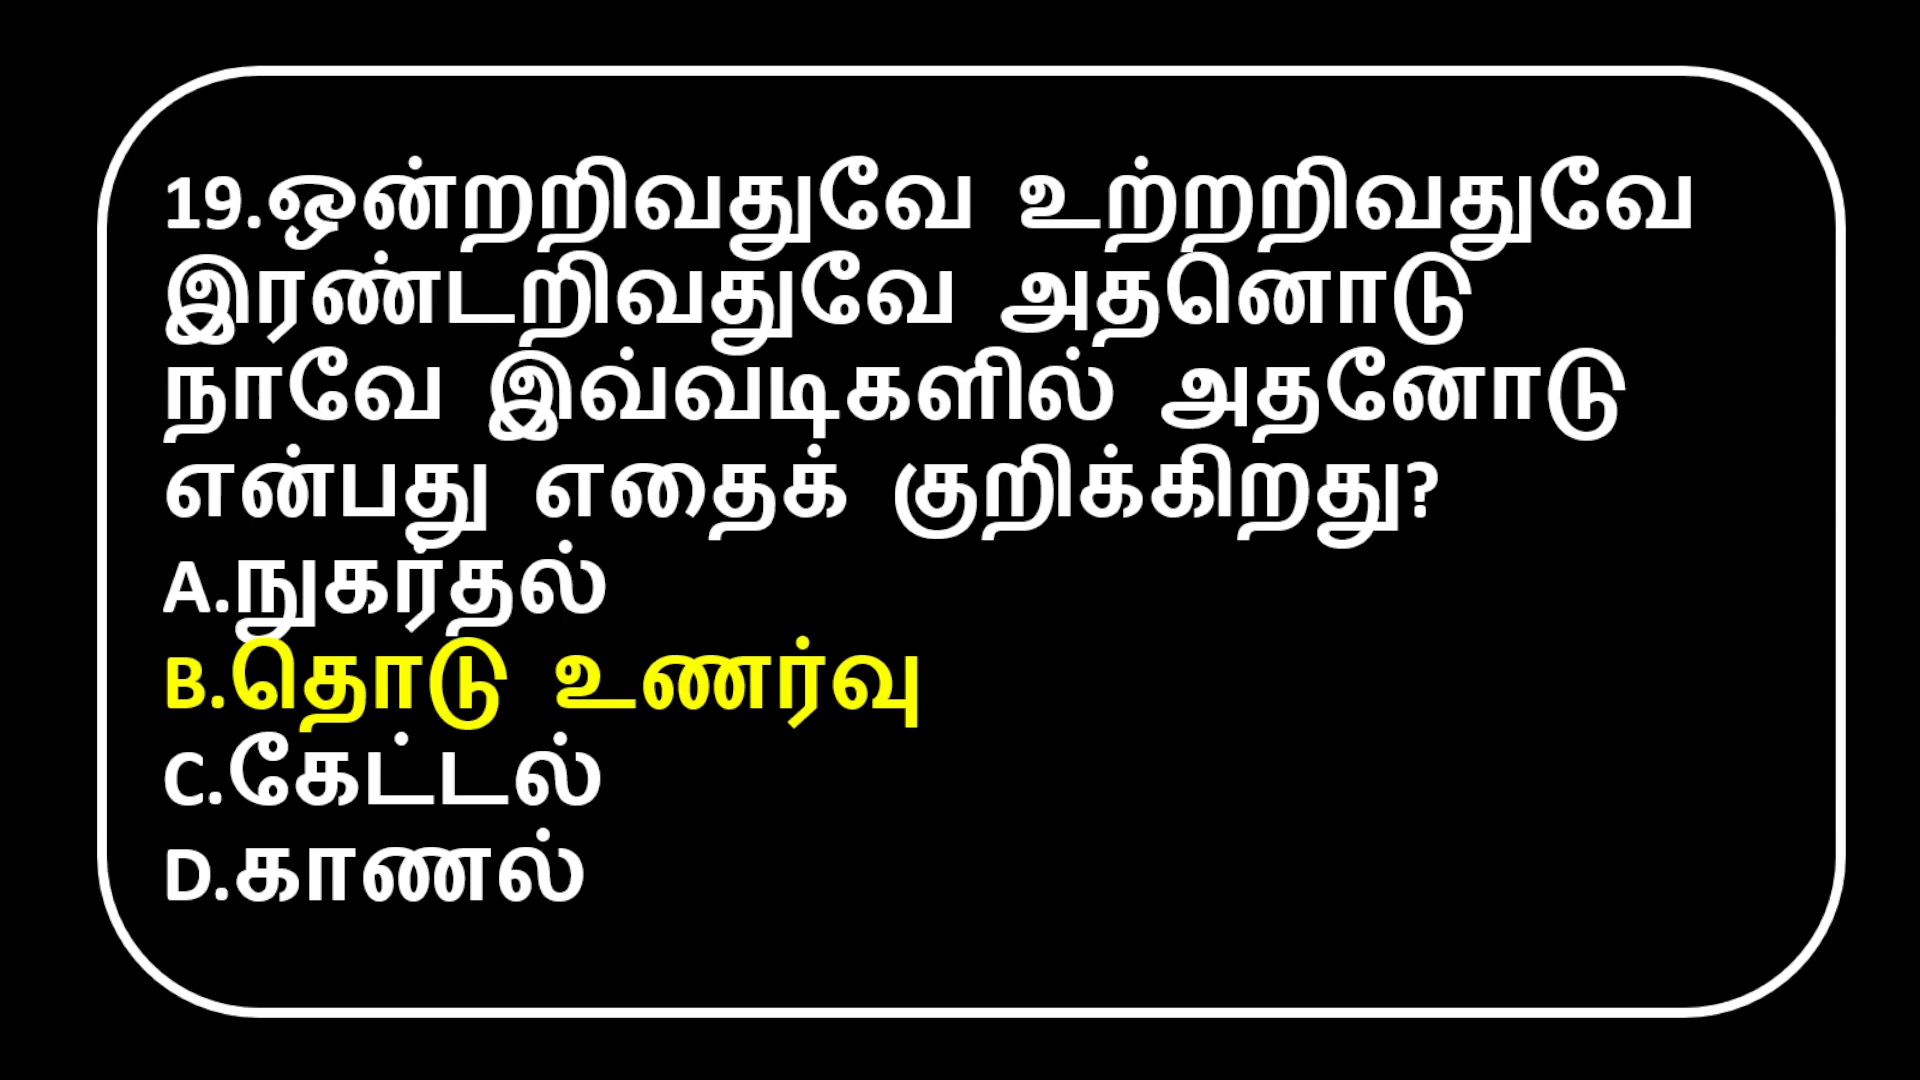 19.ஒன்றறிவதுவே உற்றறிவதுவே
இரண்டறிவதுவே அதனொடு
நாவே இவ்வடிகளில் அதனோடு
என்பது எதைக் குறிக்கிறது?
A.நுகர்தல்
B.தொடு உணர்வு
C.கேட்டல்
D.காணல்